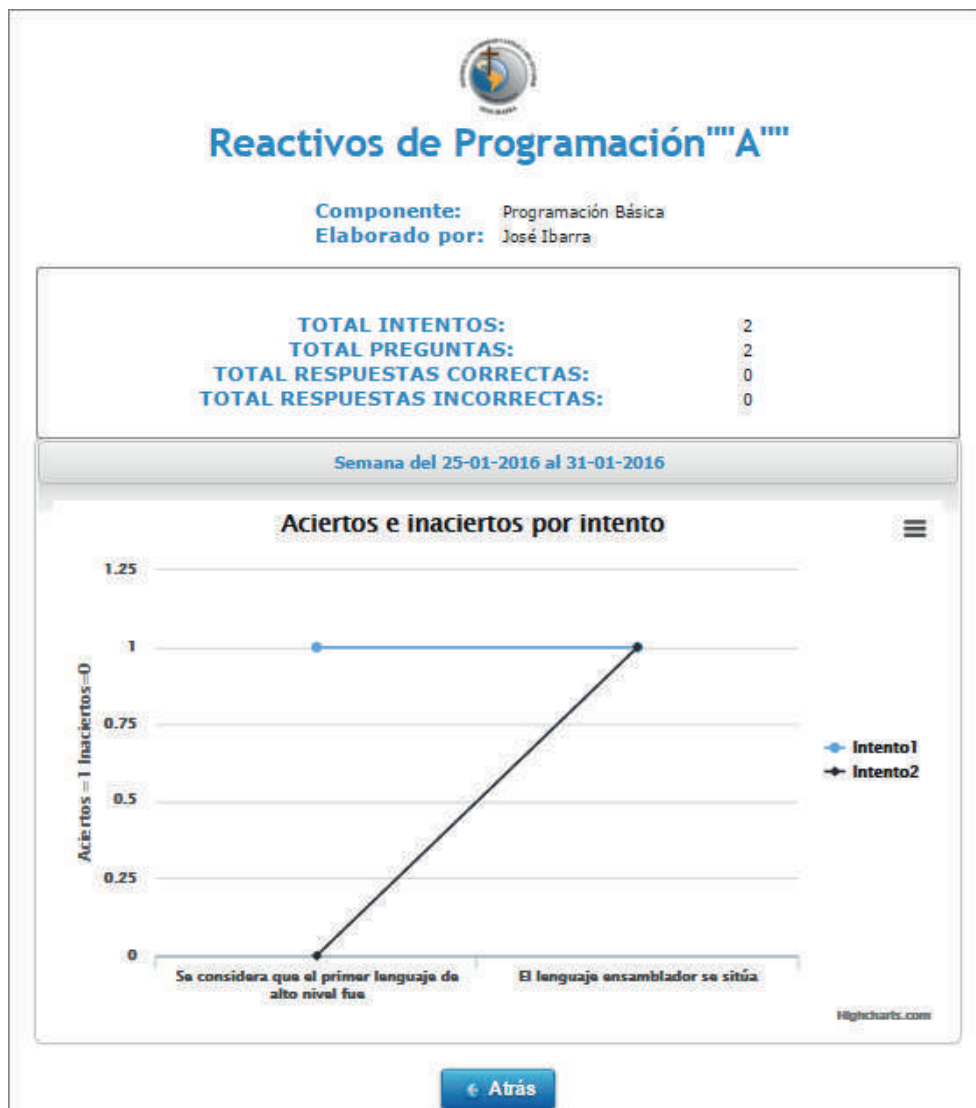 Reactivos de Programación""A""
Componente: Programación Básica
Elaborado por: José Ibarra
TOTAL INTENTOS: 2
TOTAL PREGUNTAS: 2
TOTAL RESPUESTAS CORRECTAS: 0
TOTAL RESPUESTAS INCORRECTAS: 0
Semana del 25-01-2016 al 31-01-2016
Aciertos e inaciertos por intento
Aciertos =1 Inaciertos=0
1.25
1
0.75
0.5
0.25
0
Intento1
Intento2
Se considera que el primer lenguaje de
alto nivel fue
El lenguaje ensamblador se sitúa
Highcharts.com
Atrás